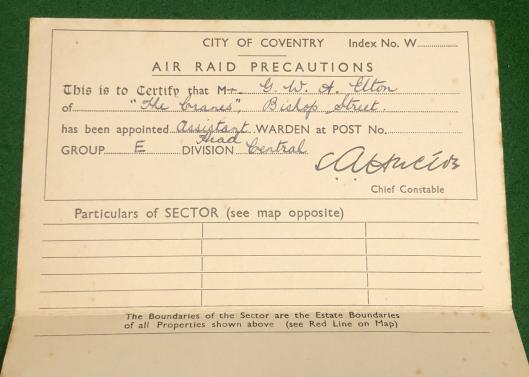 CITY OF COVENTRY Index No. W
AIR RAID PRECAUTIONS
This is to Certify that Mr. G. W. A. Elton
of "The Cranes", Bishop Street.
has been appointed Assistant WARDEN at POST No.
Head
GROUP E DIVISION Central
Chief Constable
Particulars of SECTOR (see map opposite)
The Boundaries of the Sector are the Estate Boundaries
of all Properties shown above (see Red Line on Map)